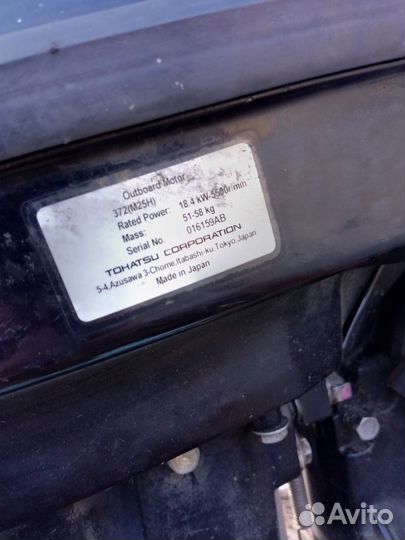 Outboard Motor
372(M25H)
Rated Power: 18.4 kW-5500r/min
Mass: 51-58 kg
Serial No. 016159AB
TOHATSU CORPORATION
5-4,Azusawa 3-Chome,Itabashi-ku,Tokyo,Japan
Made in Japan
Avito